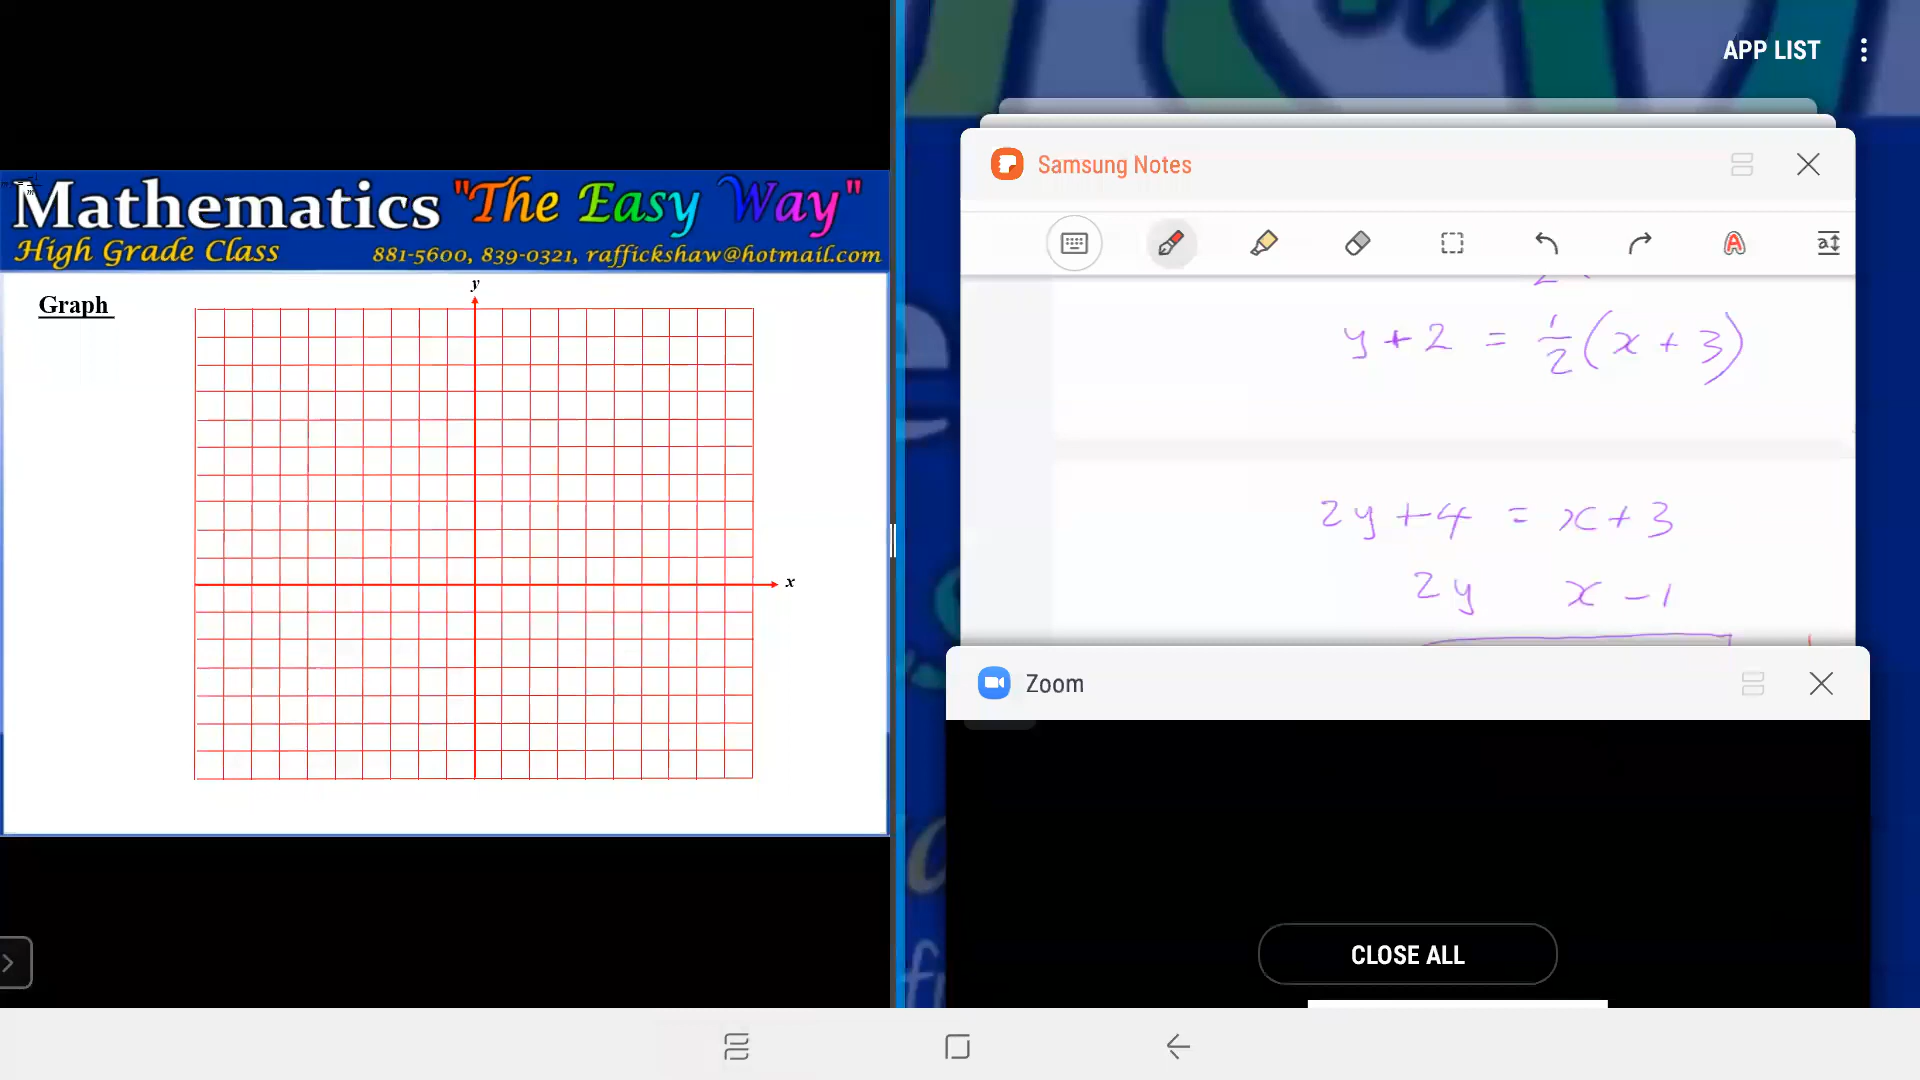 Mathematics "The Easy Way"
High Grade Class 881-5600, 839-0321, raffickshaw@hotmail.com
Graph
y
x
APP LIST
Samsung Notes
y + 2 = 1/2 (x + 3)
2y + 4 = x + 3
2y x - 1
Zoom
CLOSE ALL